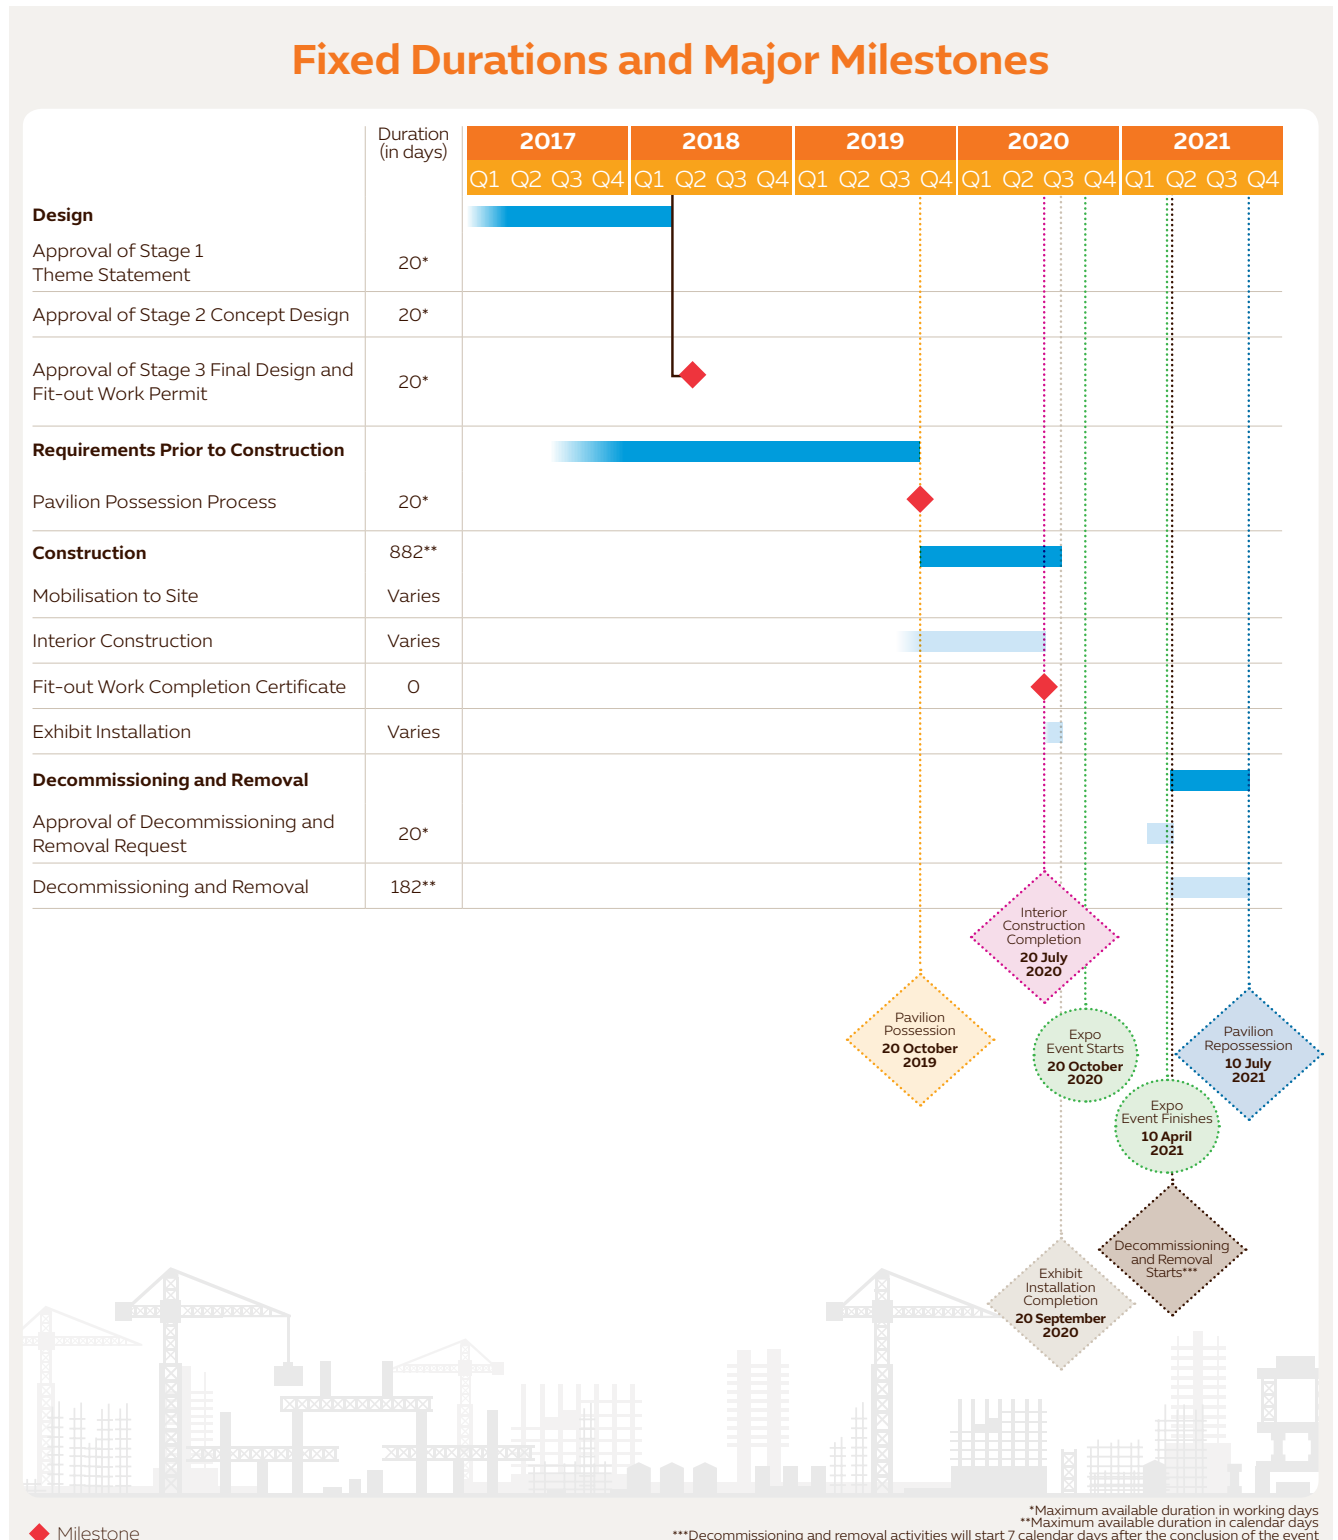 Fixed Durations and Major Milestones
Duration
(in days)
2017 2018 2019 2020 2021
Q1 Q2 Q3 Q4 Q1 Q2 Q3 Q4 Q1 Q2 Q3 Q4 Q1 Q2 Q3 Q4 Q1 Q2 Q3 Q4
Design
Approval of Stage 1
Theme Statement
20*
Approval of Stage 2 Concept Design 20*
Approval of Stage 3 Final Design and
Fit-out Work Permit
20*
Requirements Prior to Construction
Pavilion Possession Process 20*
Construction 882**
Mobilisation to Site Varies
Interior Construction Varies
Fit-out Work Completion Certificate 0
Exhibit Installation Varies
Decommissioning and Removal
Approval of Decommissioning and
Removal Request
20*
Decommissioning and Removal 182**
Interior
Construction
Completion
20 July
2020
Pavilion
Possession
20 October
2019
Expo
Event Starts
20 October
2020
Pavilion
Repossession
10 July
2021
Expo
Event Finishes
10 April
2021
Decommissioning
and Removal
Starts***
Exhibit
Installation
Completion
20 September
2020
Milestone
*Maximum available duration in working days
**Maximum available duration in calendar days
***Decommissioning and removal activities will start 7 calendar days after the conclusion of the event